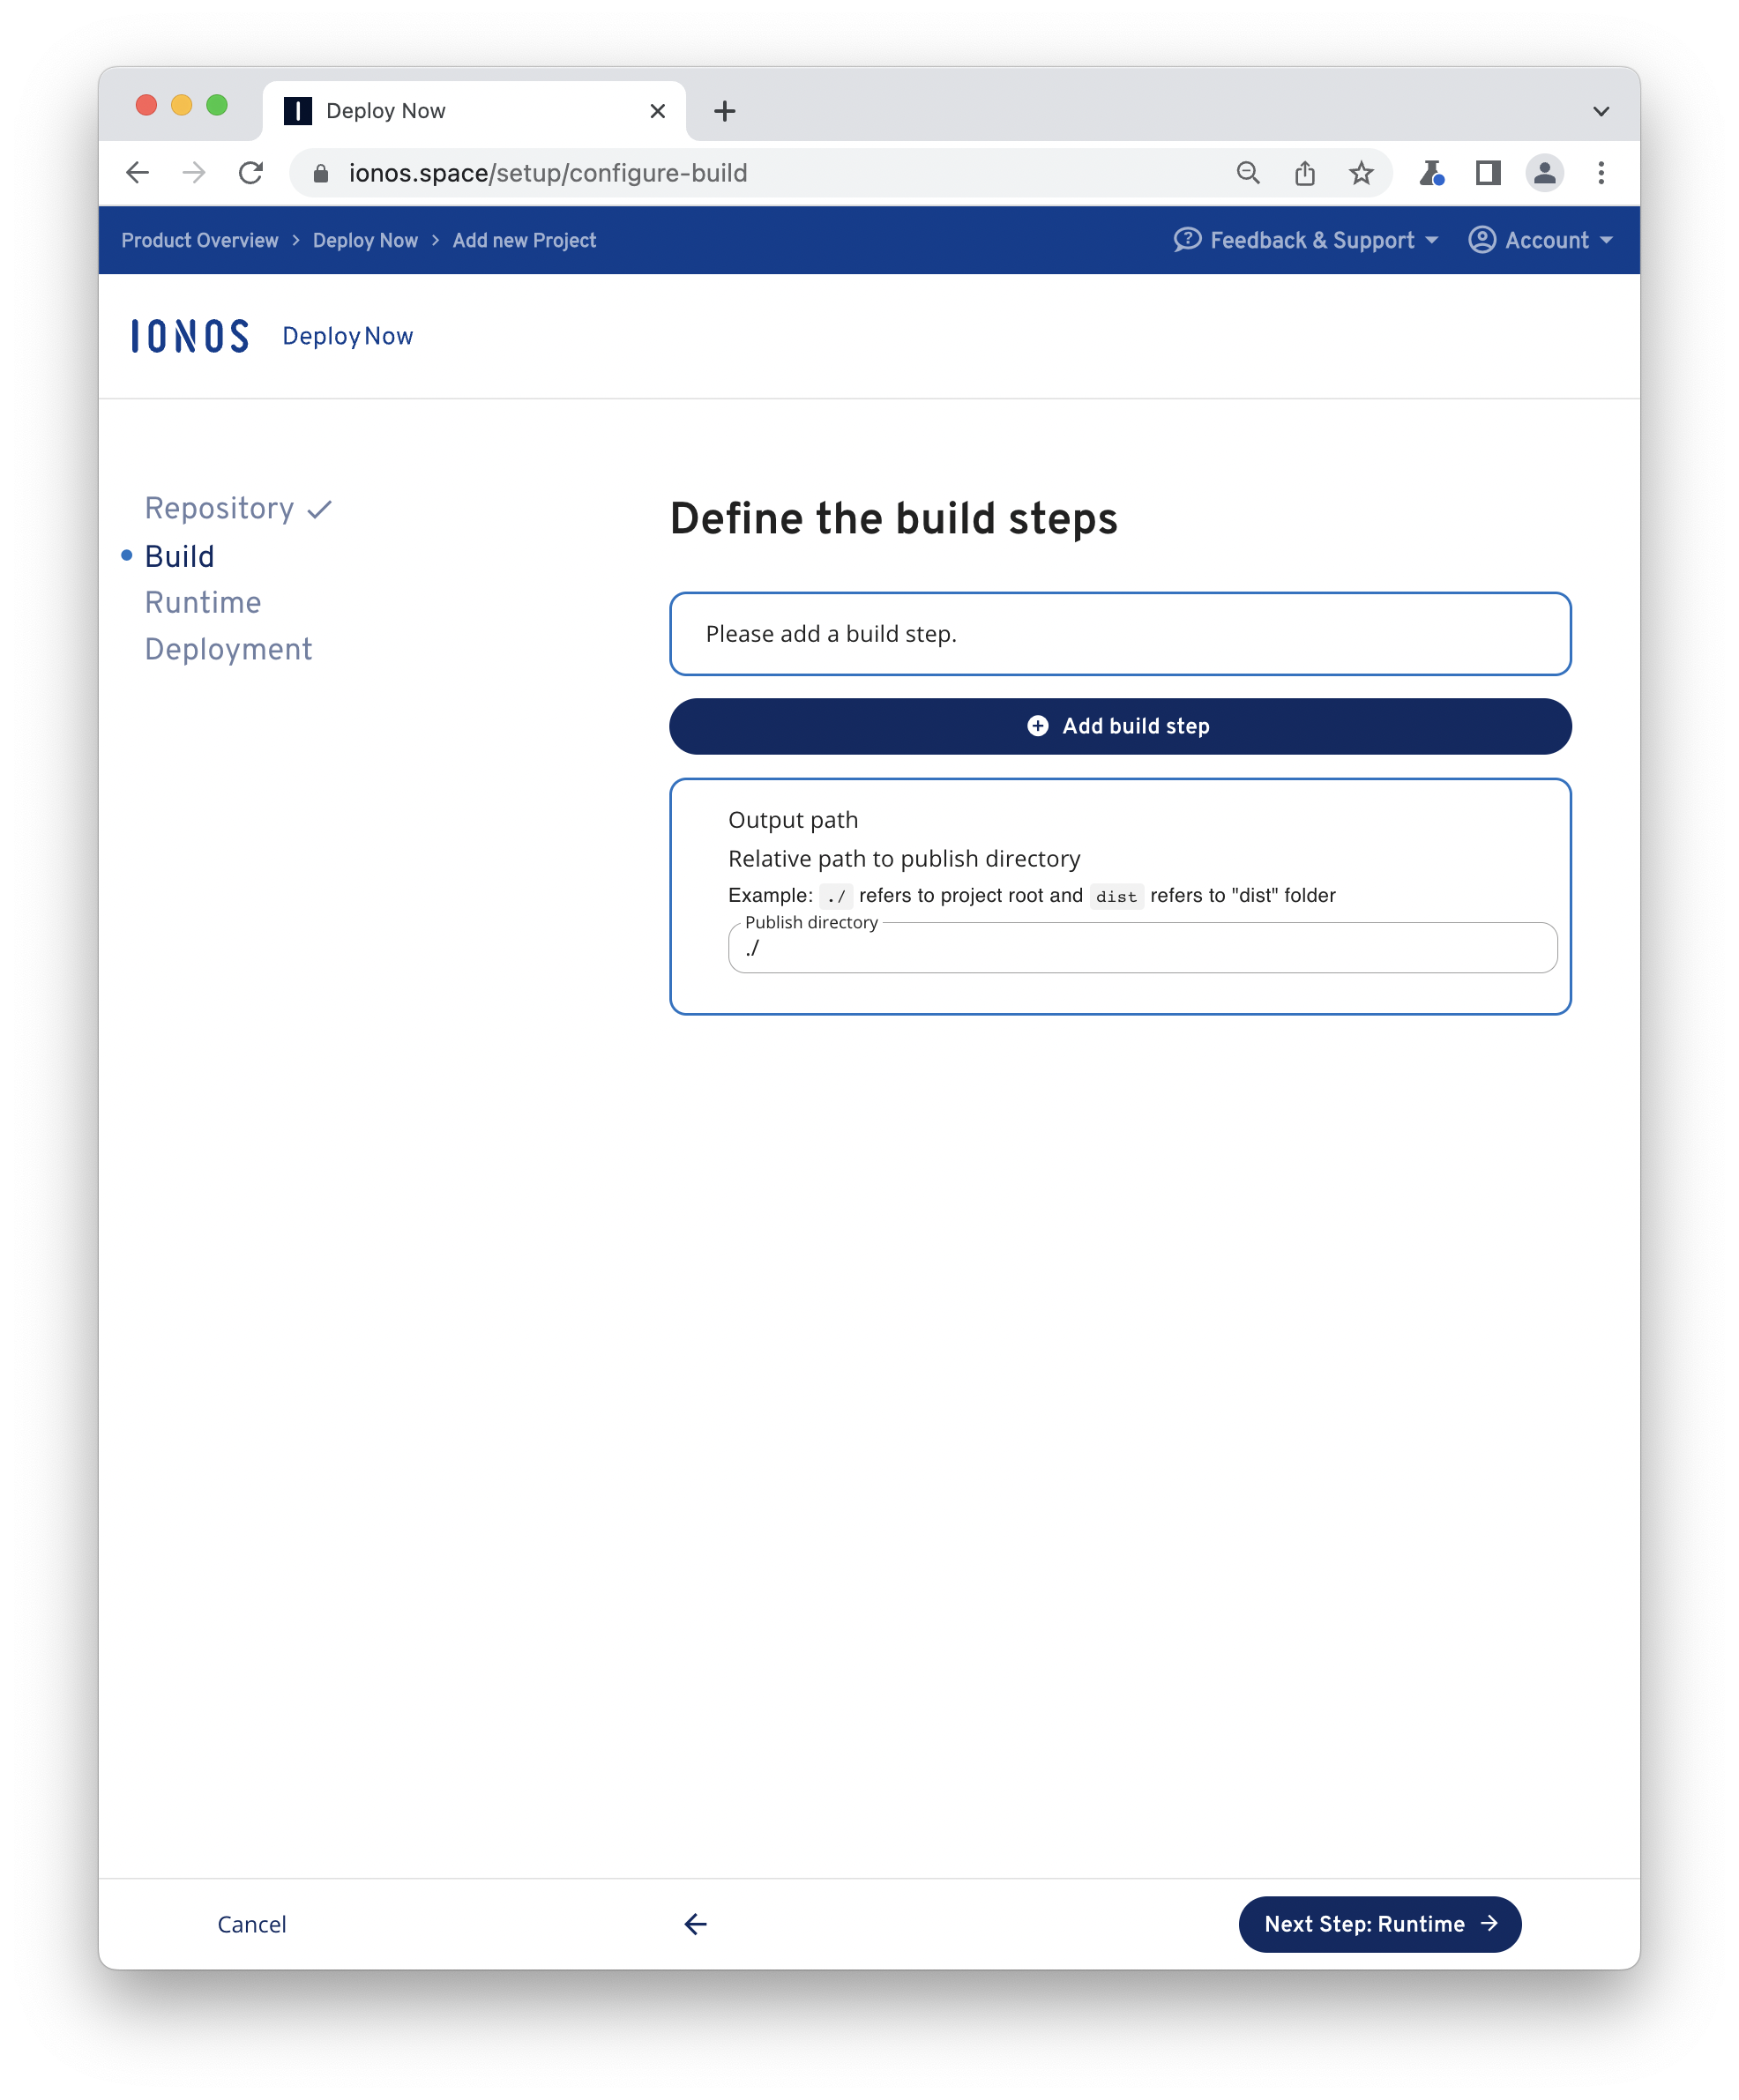 Deploy Now
ionos.space/setup/configure-build
Product Overview > Deploy Now > Add new Project
Feedback & Support
Account
IONOS Deploy Now
Repository
Build
Runtime
Deployment
Define the build steps
Please add a build step.
Add build step
Output path
Relative path to publish directory
Example: ./ refers to project root and dist refers to "dist" folder
Publish directory
./
Cancel
Next Step: Runtime